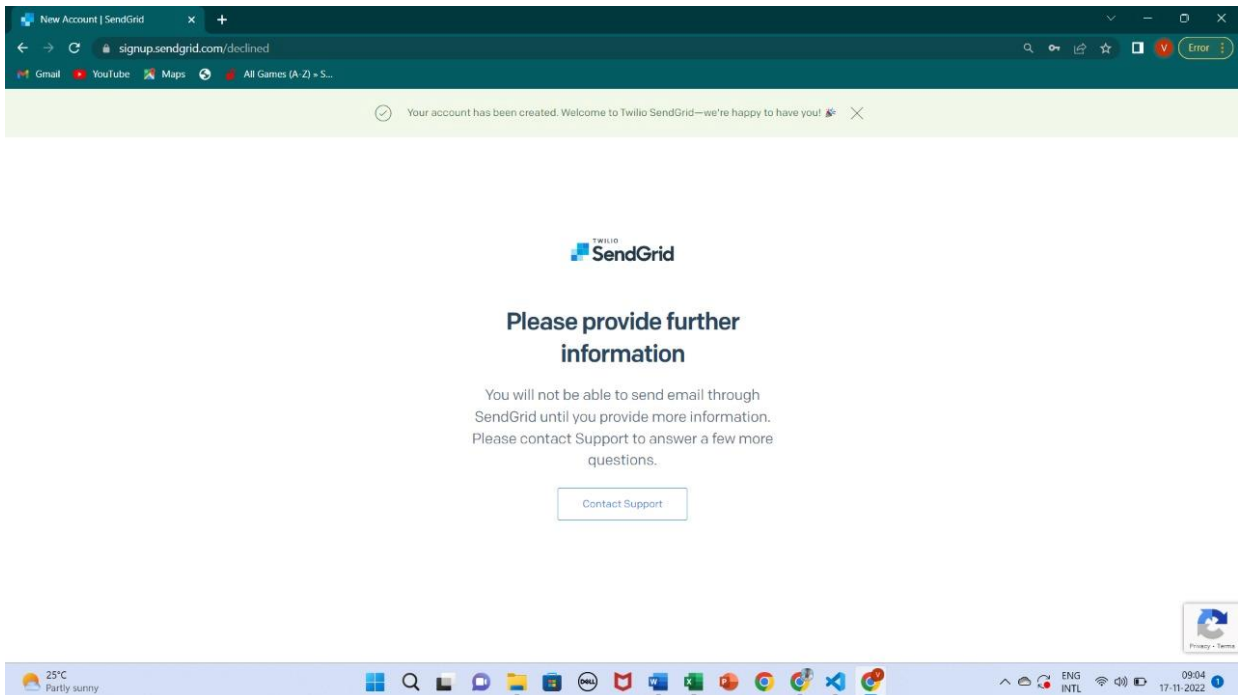 New Account | SendGrid
signup.sendgrid.com/declined
V
Error
Gmail
YouTube
Maps
All Games (A-Z) » S...
Your account has been created. Welcome to Twilio SendGrid—we're happy to have you! 🎉
TWILIO
SendGrid
Please provide further
information
You will not be able to send email through
SendGrid until you provide more information.
Please contact Support to answer a few more
questions.
Contact Support
Privacy - Terms
25°C
Partly sunny
DELL
ENG
INTL
09:04
17-11-2022
1